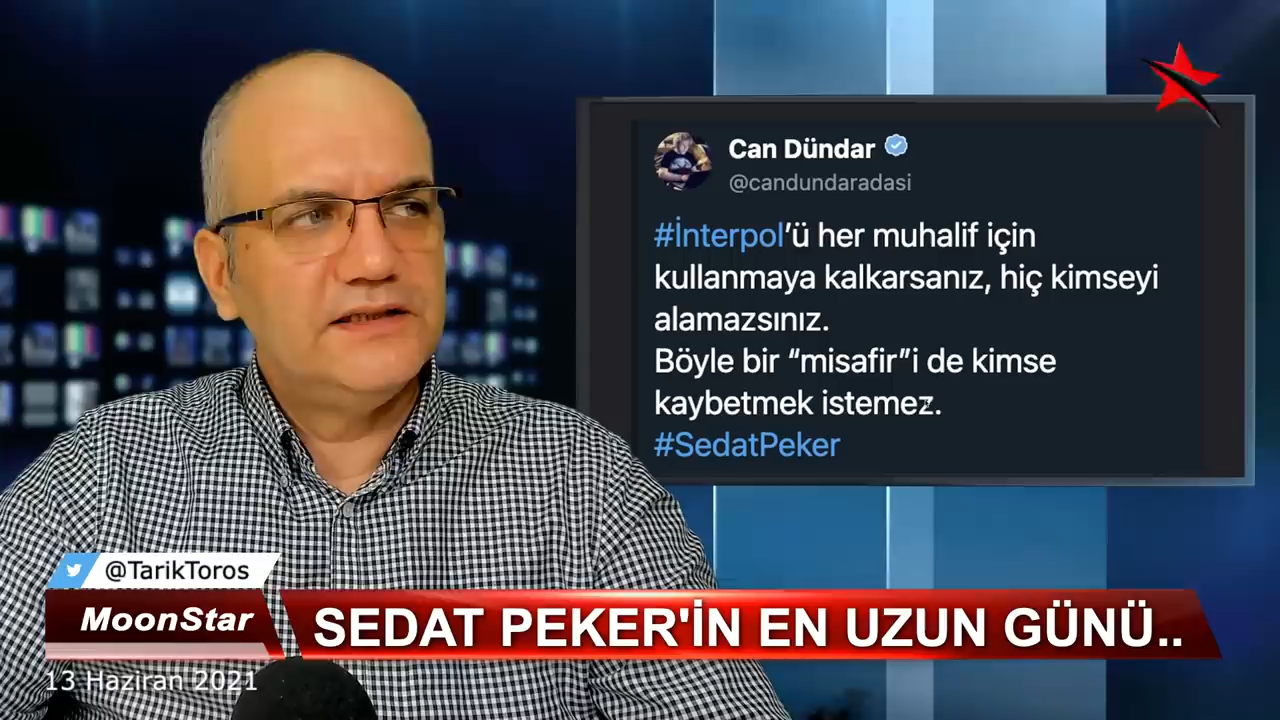 Can Dündar
@candundaradasi
#İnterpol’ü her muhalif için
kullanmaya kalkarsanız, hiç kimseyi
alamazsınız.
Böyle bir “misafir”i de kimse
kaybetmek istemez.
#SedatPeker
@TarikToros
MoonStar
SEDAT PEKER'İN EN UZUN GÜNÜ..
13 Haziran 2021